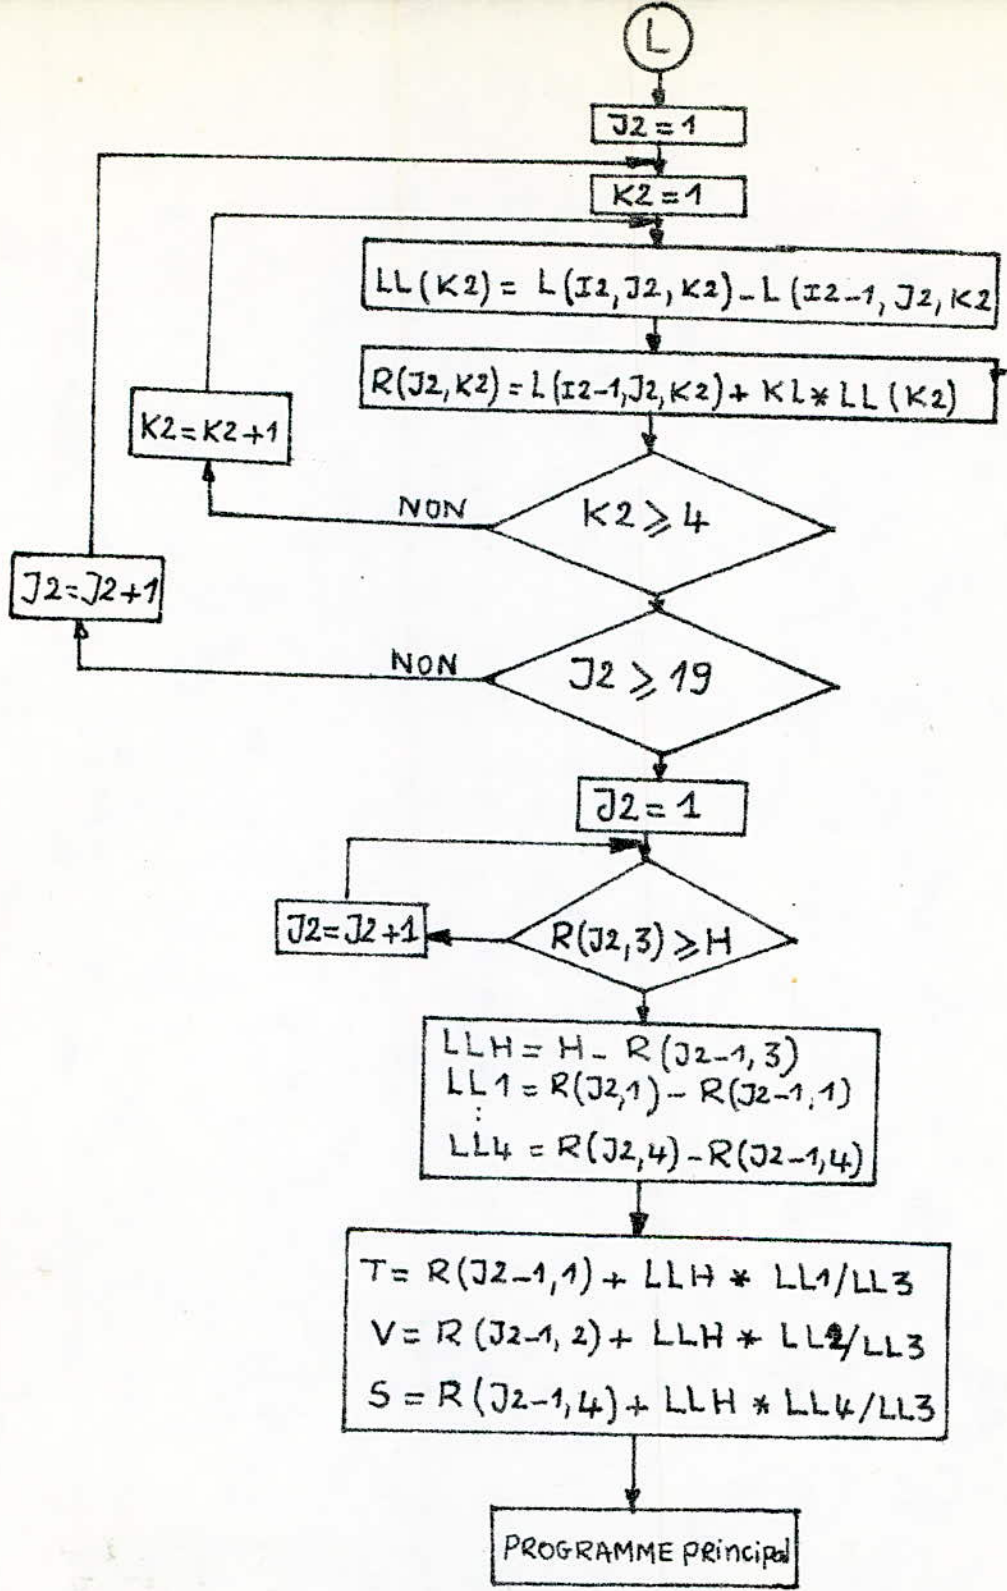 L
J2 = 1
K2 = 1
LL(K2) = L(I2, J2, K2) - L(I2-1, J2, K2
R(J2, K2) = L(I2-1, J2, K2) + KL * LL(K2)
K2 = K2+1
K2 ⩾ 4
NON
J2 = J2+1
J2 ⩾ 19
NON
J2 = 1
J2 = J2+1
R(J2, 3) ⩾ H
LLH = H - R(J2-1, 3)
LL1 = R(J2,1) - R(J2-1, 1)
:
LL4 = R(J2,4) - R(J2-1,4)
T = R(J2-1,1) + LLH * LL1/LL3
V = R(J2-1, 2) + LLH * LL2/LL3
S = R(J2-1,4) + LLH * LL4/LL3
PROGRAMME principal